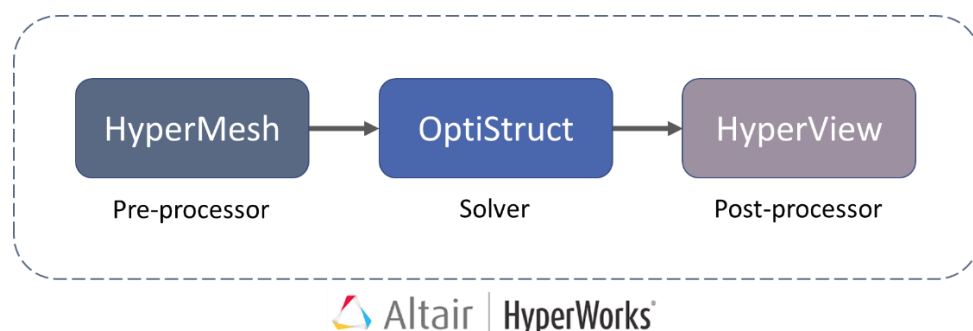 HyperMesh OptiStruct HyperView
Pre-processor Solver Post-processor
Altair | HyperWorks®